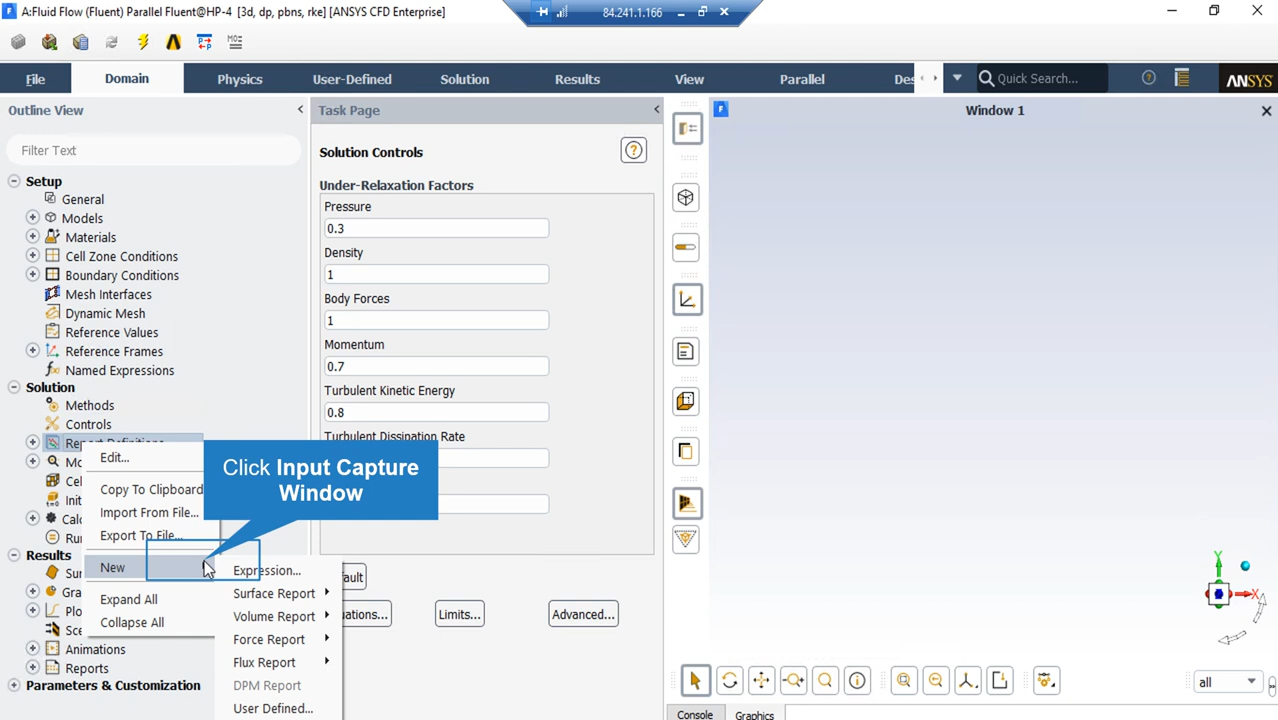 A:Fluid Flow (Fluent) Parallel Fluent@HP-4 [3d, dp, pbns, rke] [ANSYS CFD Enterprise]
84.241.1.166
File
Domain
Physics
User-Defined
Solution
Results
View
Parallel
Quick Search...
ANSYS
Outline View
Filter Text
Setup
General
Models
Materials
Cell Zone Conditions
Boundary Conditions
Mesh Interfaces
Dynamic Mesh
Reference Values
Reference Frames
Named Expressions
Solution
Methods
Controls
Report Definitions
Results
Animations
Reports
Parameters & Customization
Edit...
Copy To Clipboard
Import From File...
Export To File...
New
Expand All
Collapse All
Click Input Capture
Window
Expression...
Surface Report
Volume Report
Force Report
Flux Report
DPM Report
User Defined...
Task Page
Solution Controls
Under-Relaxation Factors
Pressure
0.3
Density
1
Body Forces
1
Momentum
0.7
Turbulent Kinetic Energy
0.8
Turbulent Dissipation Rate
Limits...
Advanced...
Window 1
Y
X
all
Console
Graphics